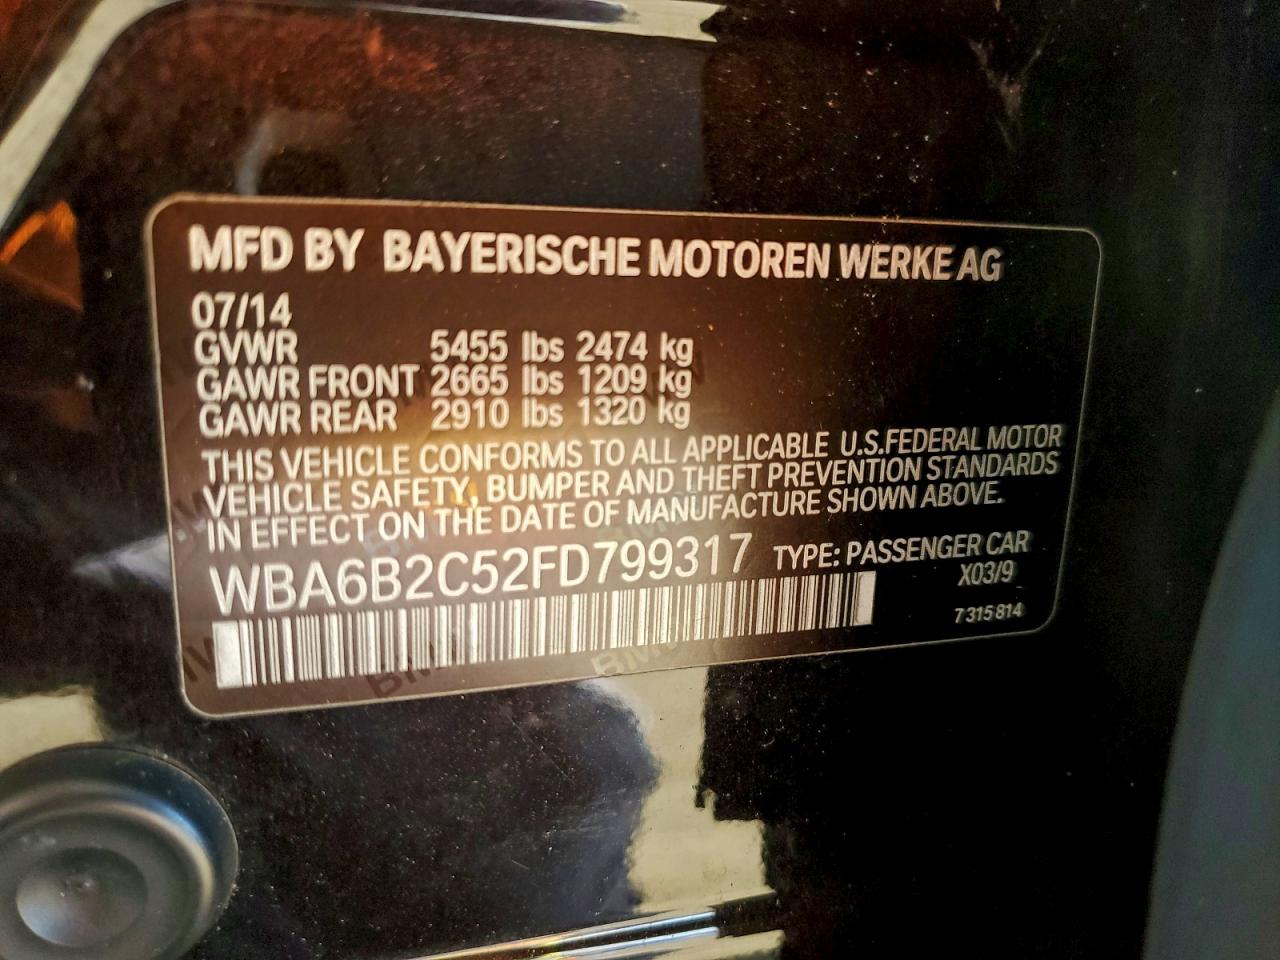 MFD BY BAYERISCHE MOTOREN WERKE AG
07/14
GVWR 5455 lbs 2474 kg
GAWR FRONT 2665 lbs 1209 kg
GAWR REAR 2910 lbs 1320 kg
THIS VEHICLE CONFORMS TO ALL APPLICABLE U.S.FEDERAL MOTOR
VEHICLE SAFETY, BUMPER AND THEFT PREVENTION STANDARDS
IN EFFECT ON THE DATE OF MANUFACTURE SHOWN ABOVE.
WBA6B2C52FD799317 TYPE: PASSENGER CAR
X03/9
7 315 814
BMW
BMW